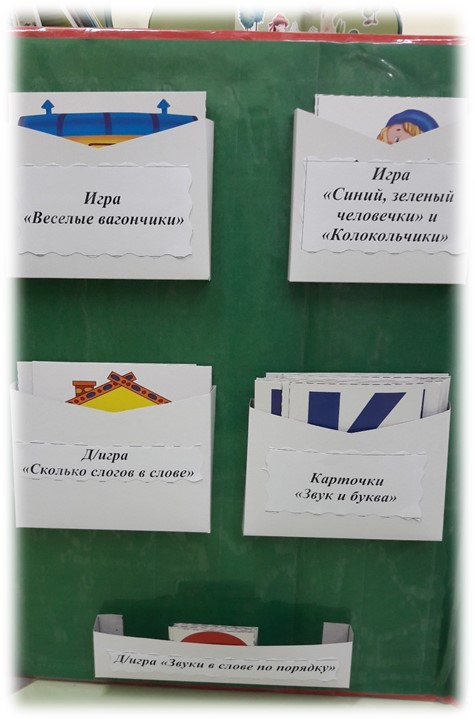 Игра
«Веселые вагончики»
Игра
«Синий, зеленый
человечки» и
«Колокольчики»
Д/игра
«Сколько слогов в слове»
Карточки
«Звук и буква»
Д/игра «Звуки в слове по порядку»